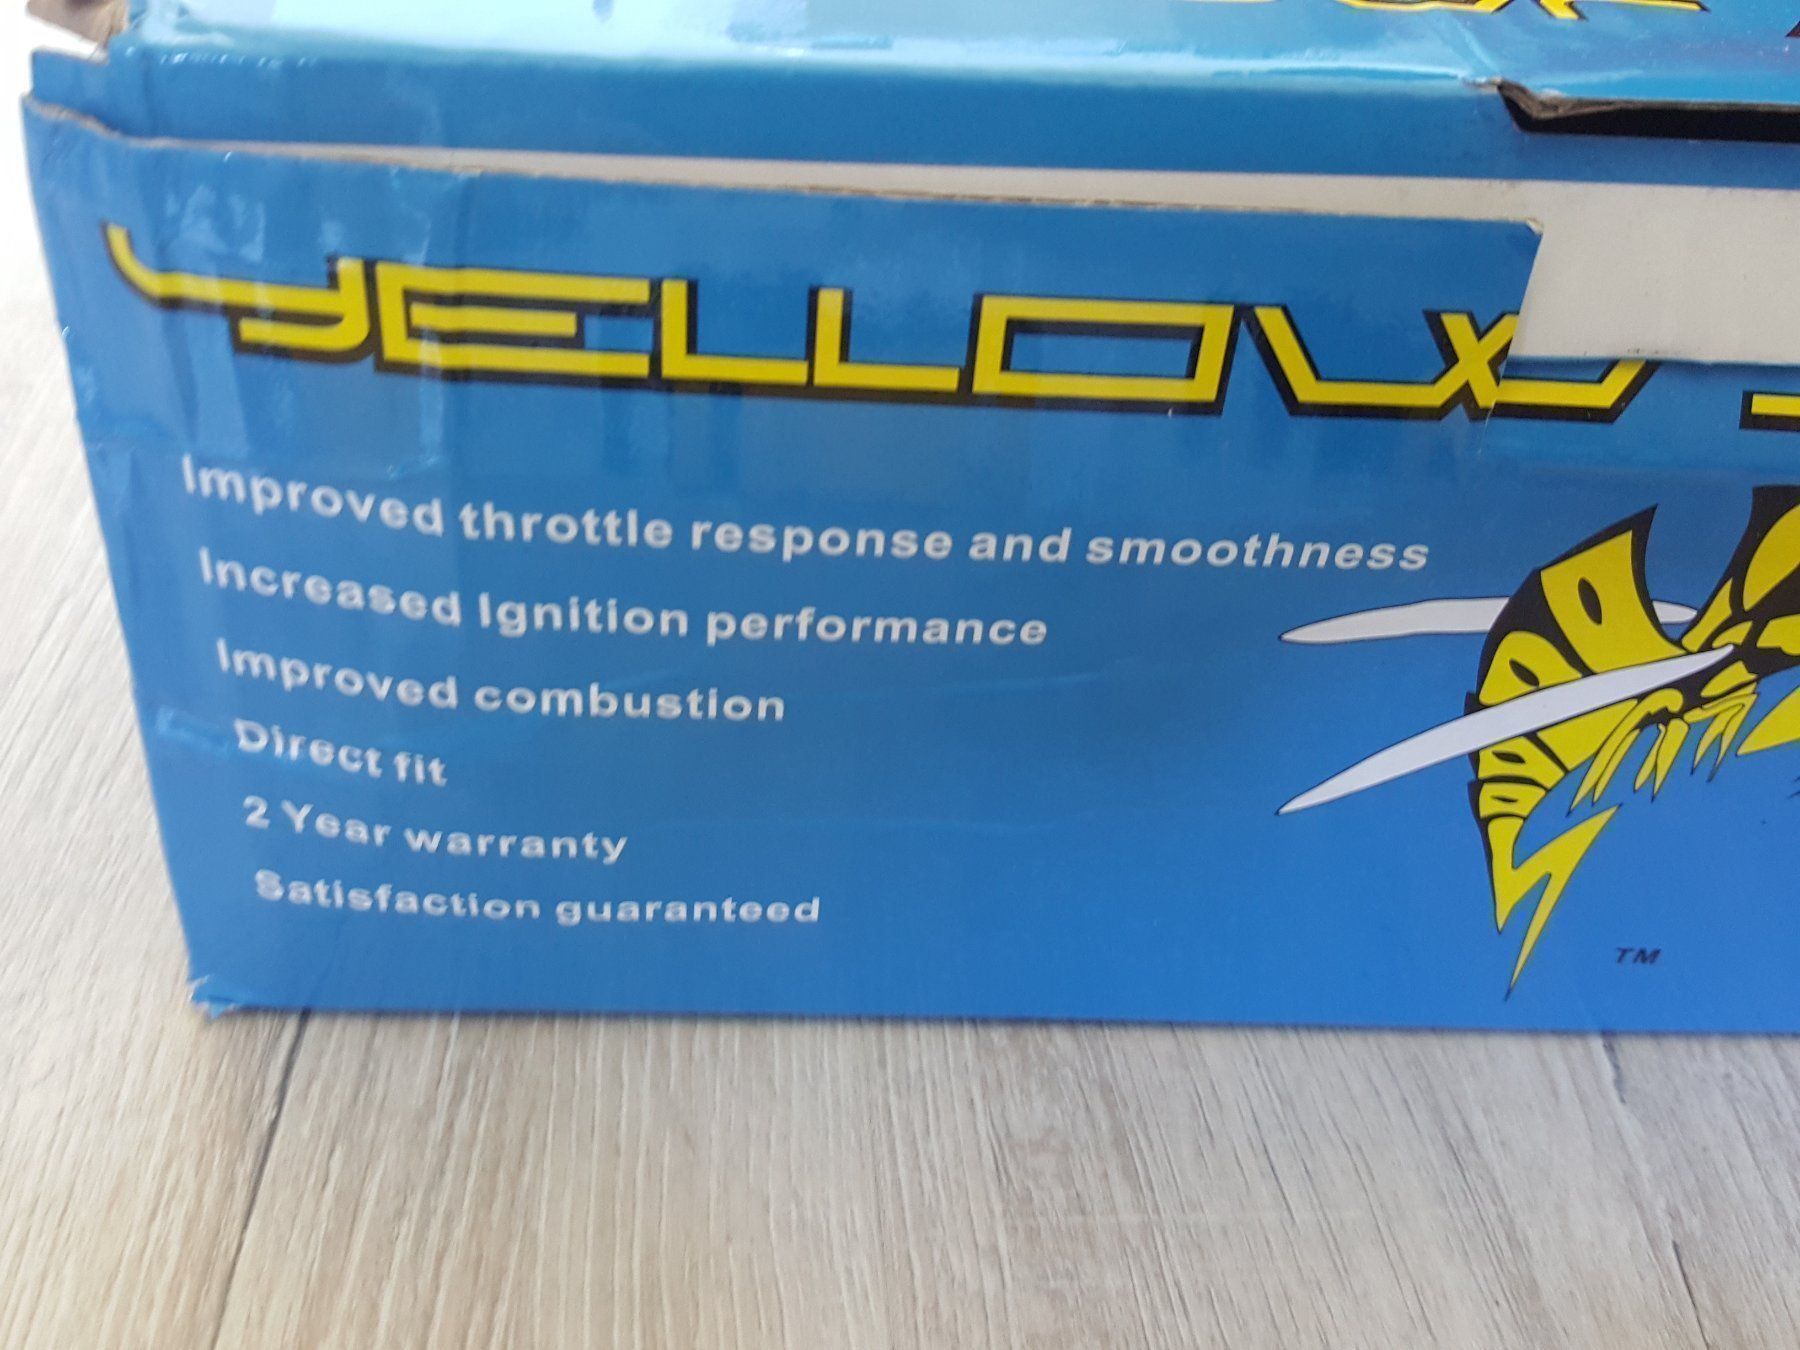 YELLOW
Improved throttle response and smoothness
Increased Ignition performance
Improved combustion
Direct fit
2 Year warranty
Satisfaction guaranteed
TM